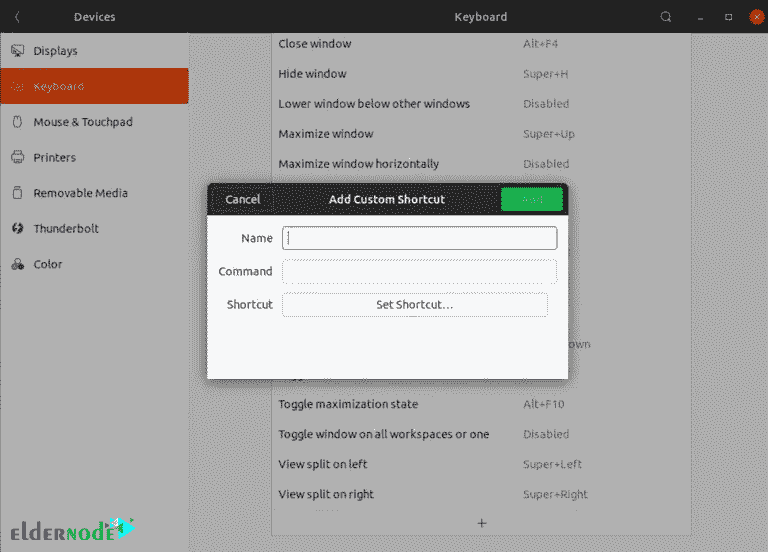 Devices
Keyboard
Displays
Keyboard
Mouse & Touchpad
Printers
Removable Media
Thunderbolt
Color
Close window Alt+F4
Hide window Super+H
Lower window below other windows Disabled
Maximize window Super+Up
Maximize window horizontally Disabled
Cancel
Add Custom Shortcut
Add
Name
Command
Shortcut Set Shortcut...
own
Toggle maximization state Alt+F10
Toggle window on all workspaces or one Disabled
View split on left Super+Left
View split on right Super+Right
+
eldernode